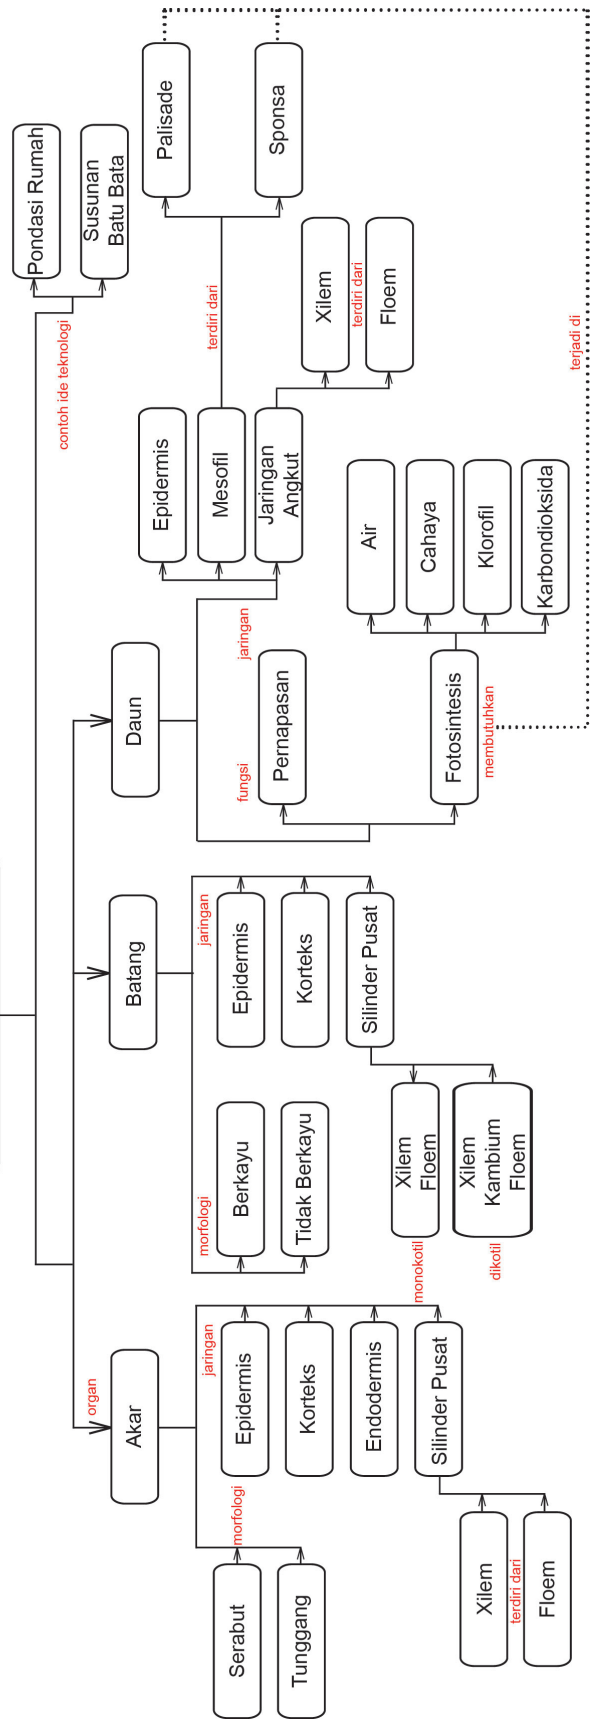 contoh ide teknologi
Pondasi Rumah
Susunan
Batu Bata
organ
Akar
morfologi
Serabut
Tunggang
jaringan
Epidermis
Korteks
Endodermis
Silinder Pusat
Xilem
terdiri dari
Floem
Batang
morfologi
Berkayu
Tidak Berkayu
jaringan
Epidermis
Korteks
Silinder Pusat
monokotil
Xilem
Floem
dikotil
Xilem
Kambium
Floem
Daun
fungsi
Pernapasan
Fotosintesis
membutuhkan
Air
Cahaya
Klorofil
Karbondioksida
jaringan
Epidermis
Mesofil
Jaringan
Angkut
terdiri dari
Palisade
Sponsa
Xilem
terdiri dari
Floem
terjadi di